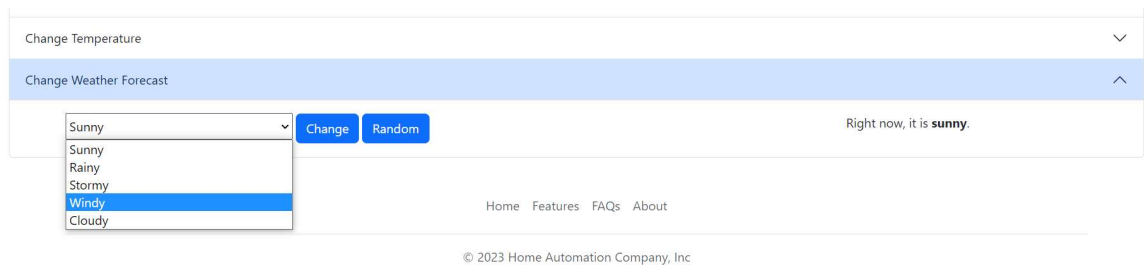 Change Temperature
Change Weather Forecast
Sunny Change Random Right now, it is sunny.
Sunny
Rainy
Stormy
Windy
Cloudy
Home Features FAQs About
© 2023 Home Automation Company, Inc